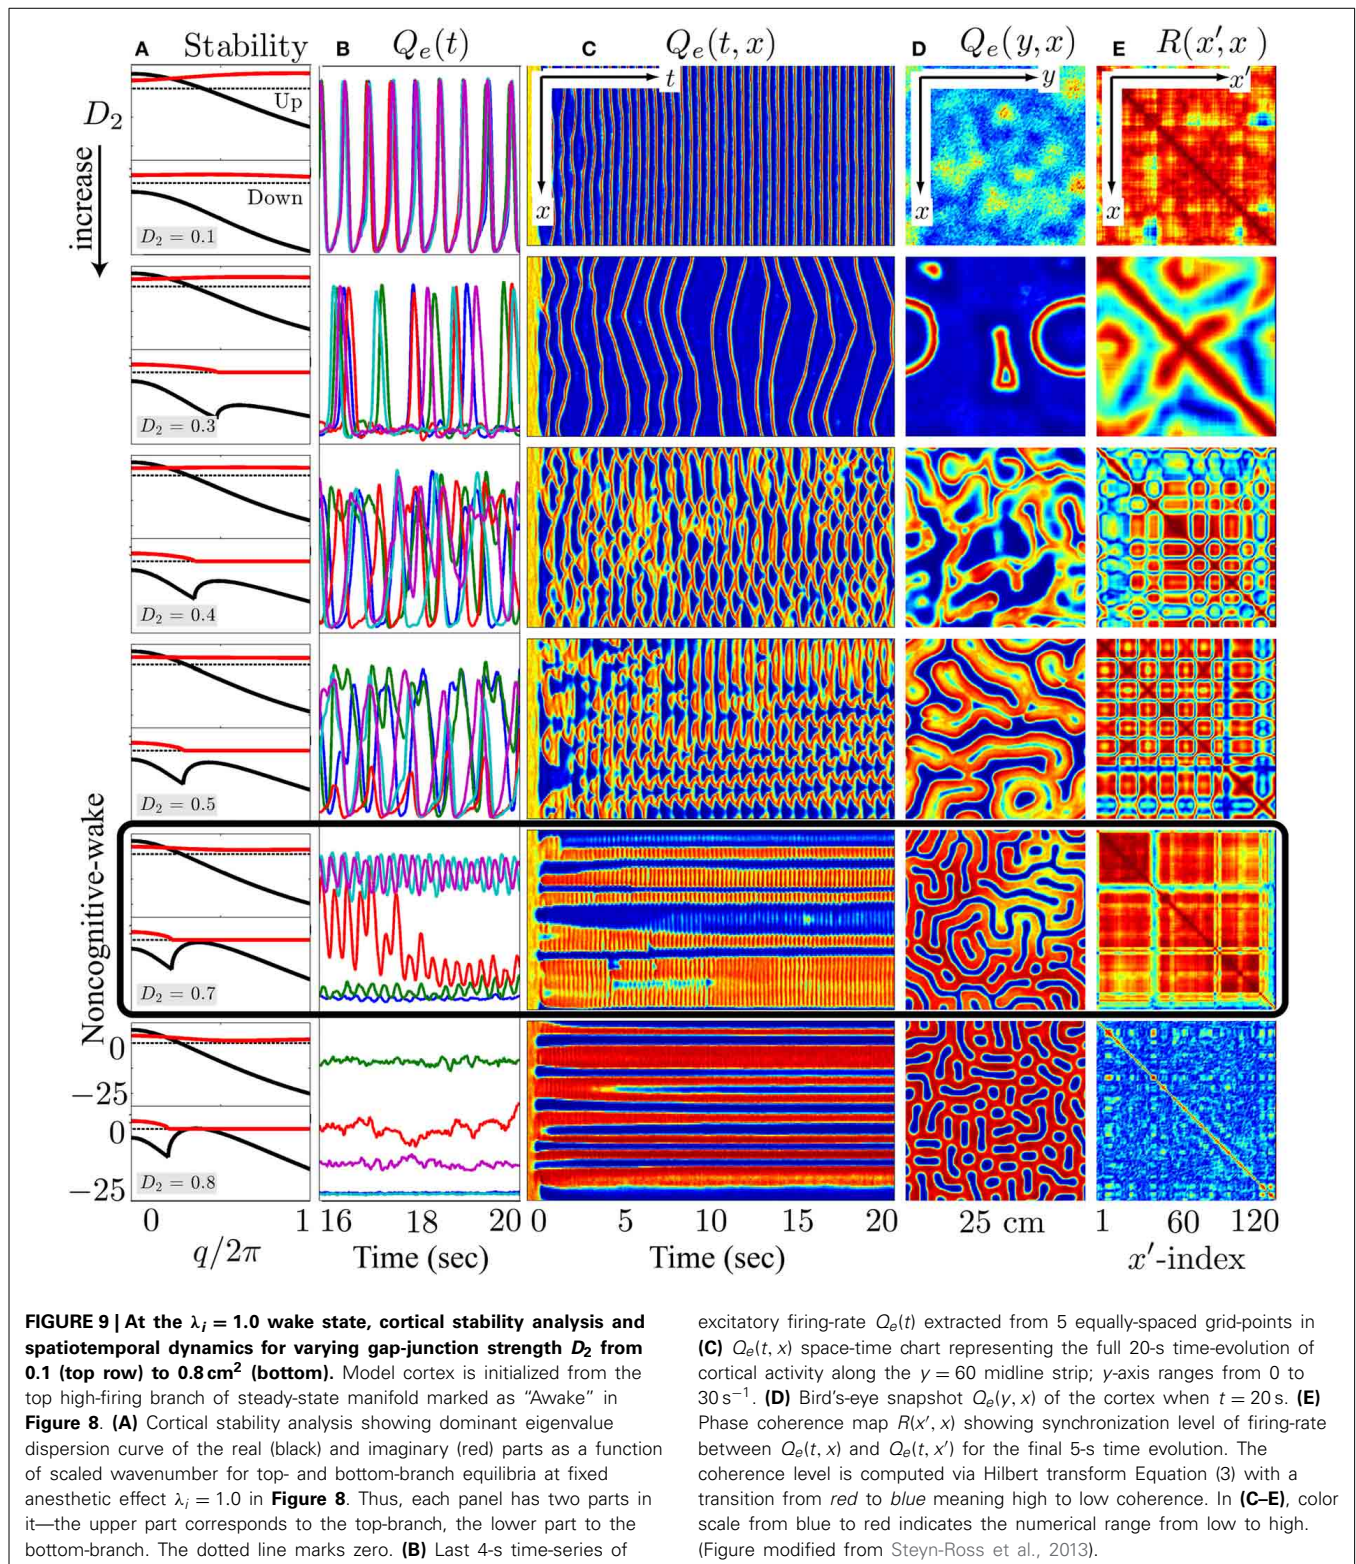 A Stability B Q_e(t) C Q_e(t, x) D Q_e(y, x) E R(x′, x)
Up
D_2
Down
increase
D_2 = 0.1
t
x
y
x
x′
x
D_2 = 0.3
D_2 = 0.4
D_2 = 0.5
Noncognitive-wake
D_2 = 0.7
0
−25
0
D_2 = 0.8
−25
0 1 16 18 20 0 5 10 15 20 25 cm 1 60 120
q/2π Time (sec) Time (sec) x′-index
FIGURE 9 | At the λ_i = 1.0 wake state, cortical stability analysis and
spatiotemporal dynamics for varying gap-junction strength D_2 from
0.1 (top row) to 0.8 cm² (bottom). Model cortex is initialized from the
top high-firing branch of steady-state manifold marked as "Awake" in
Figure 8. (A) Cortical stability analysis showing dominant eigenvalue
dispersion curve of the real (black) and imaginary (red) parts as a function
of scaled wavenumber for top- and bottom-branch equilibria at fixed
anesthetic effect λ_i = 1.0 in Figure 8. Thus, each panel has two parts in
it—the upper part corresponds to the top-branch, the lower part to the
bottom-branch. The dotted line marks zero. (B) Last 4-s time-series of
excitatory firing-rate Q_e(t) extracted from 5 equally-spaced grid-points in
(C) Q_e(t, x) space-time chart representing the full 20-s time-evolution of
cortical activity along the y = 60 midline strip; y-axis ranges from 0 to
30 s⁻¹. (D) Bird's-eye snapshot Q_e(y, x) of the cortex when t = 20 s. (E)
Phase coherence map R(x′, x) showing synchronization level of firing-rate
between Q_e(t, x) and Q_e(t, x′) for the final 5-s time evolution. The
coherence level is computed via Hilbert transform Equation (3) with a
transition from red to blue meaning high to low coherence. In (C–E), color
scale from blue to red indicates the numerical range from low to high.
(Figure modified from Steyn-Ross et al., 2013).